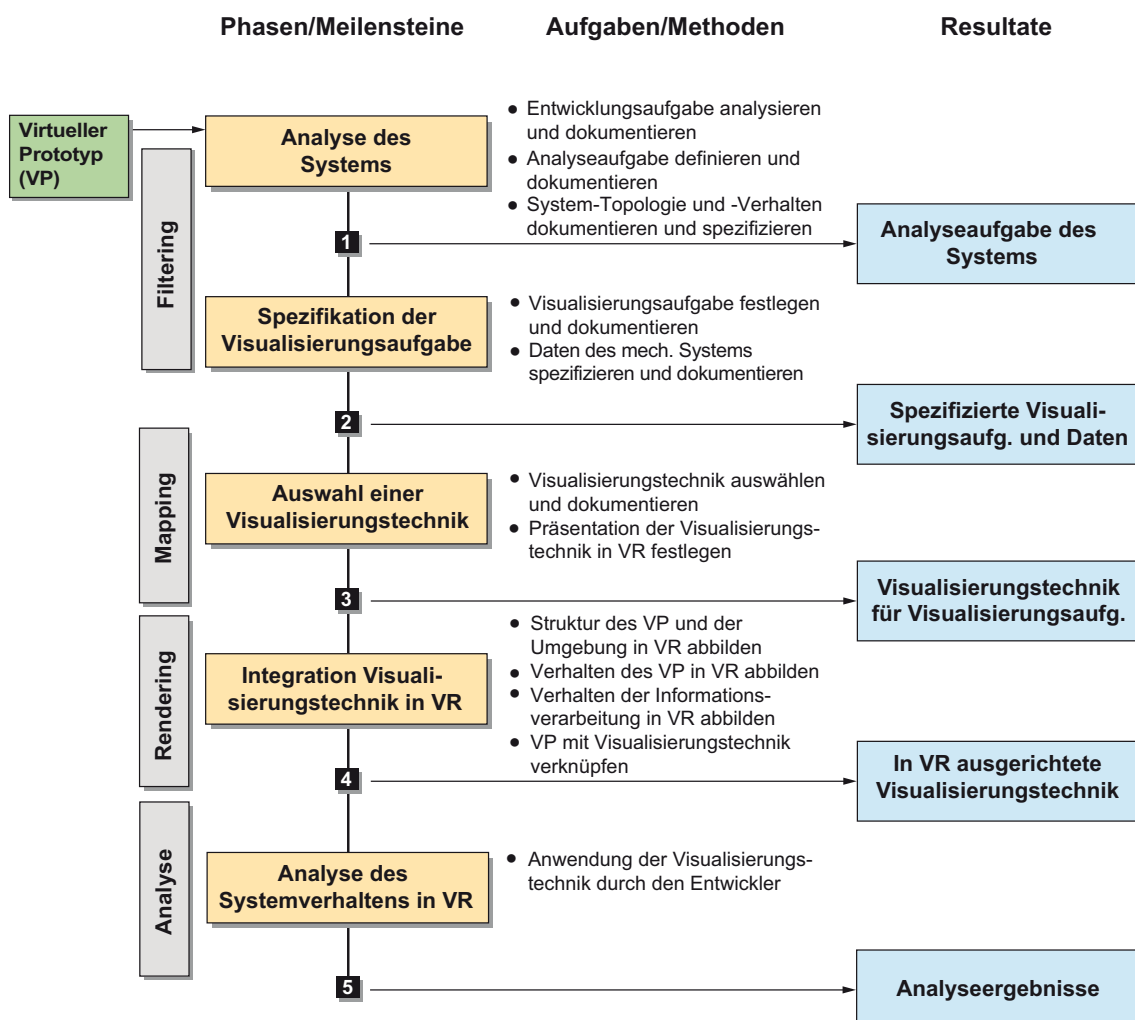 Phasen/Meilensteine
Aufgaben/Methoden
Resultate
Virtueller
Prototyp
(VP)
Filtering
Analyse des
Systems
● Entwicklungsaufgabe analysieren
und dokumentieren
● Analyseaufgabe definieren und
dokumentieren
● System-Topologie und -Verhalten
dokumentieren und spezifizieren
1
Analyseaufgabe des
Systems
Spezifikation der
Visualisierungsaufgabe
● Visualisierungsaufgabe festlegen
und dokumentieren
● Daten des mech. Systems
spezifizieren und dokumentieren
2
Spezifizierte Visuali-
sierungsaufg. und Daten
Mapping
Auswahl einer
Visualisierungstechnik
● Visualisierungstechnik auswählen
und dokumentieren
● Präsentation der Visualisierungs-
technik in VR festlegen
3
Visualisierungstechnik
für Visualisierungsaufg.
Rendering
Integration Visuali-
sierungstechnik in VR
● Struktur des VP und der
Umgebung in VR abbilden
● Verhalten des VP in VR abbilden
● Verhalten der Informations-
verarbeitung in VR abbilden
● VP mit Visualisierungstechnik
verknüpfen
4
In VR ausgerichtete
Visualisierungstechnik
Analyse
Analyse des
Systemverhaltens in VR
● Anwendung der Visualisierungs-
technik durch den Entwickler
5
Analyseergebnisse